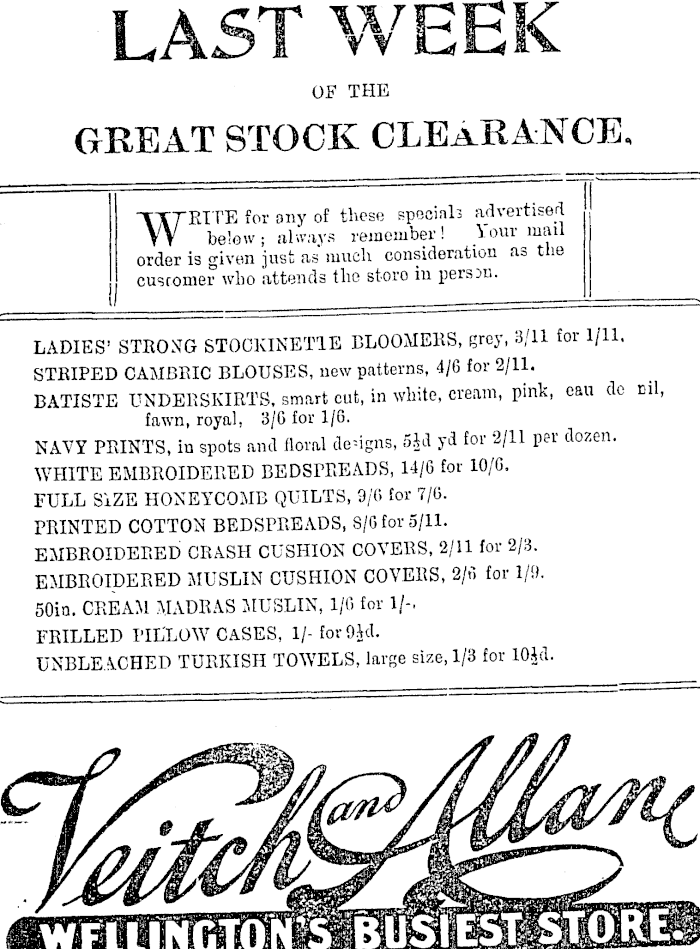 LAST WEEK
OF THE
GREAT STOCK CLEARANCE.
WRITE for any of these specials advertised
below; always remember! Your mail
order is given just as much consideration as the
customer who attends the store in person.
LADIES' STRONG STOCKINETTE BLOOMERS, grey, 3/11 for 1/11.
STRIPED CAMBRIC BLOUSES, new patterns, 4/6 for 2/11.
BATISTE UNDERSKIRTS, smart cut, in white, cream, pink, eau de nil,
fawn, royal, 3/6 for 1/6.
NAVY PRINTS, in spots and floral designs, 5½d yd for 2/11 per dozen.
WHITE EMBROIDERED BEDSPREADS, 14/6 for 10/6.
FULL SIZE HONEYCOMB QUILTS, 9/6 for 7/6.
PRINTED COTTON BEDSPREADS, 8/6 for 5/11.
EMBROIDERED CRASH CUSHION COVERS, 2/11 for 2/3.
EMBROIDERED MUSLIN CUSHION COVERS, 2/6 for 1/9.
50in. CREAM MADRAS MUSLIN, 1/6 for 1/-.
FRILLED PILLOW CASES, 1/- for 9½d.
UNBLEACHED TURKISH TOWELS, large size, 1/3 for 10½d.
Veitch and Allan
WELLINGTON'S BUSIEST STORE.